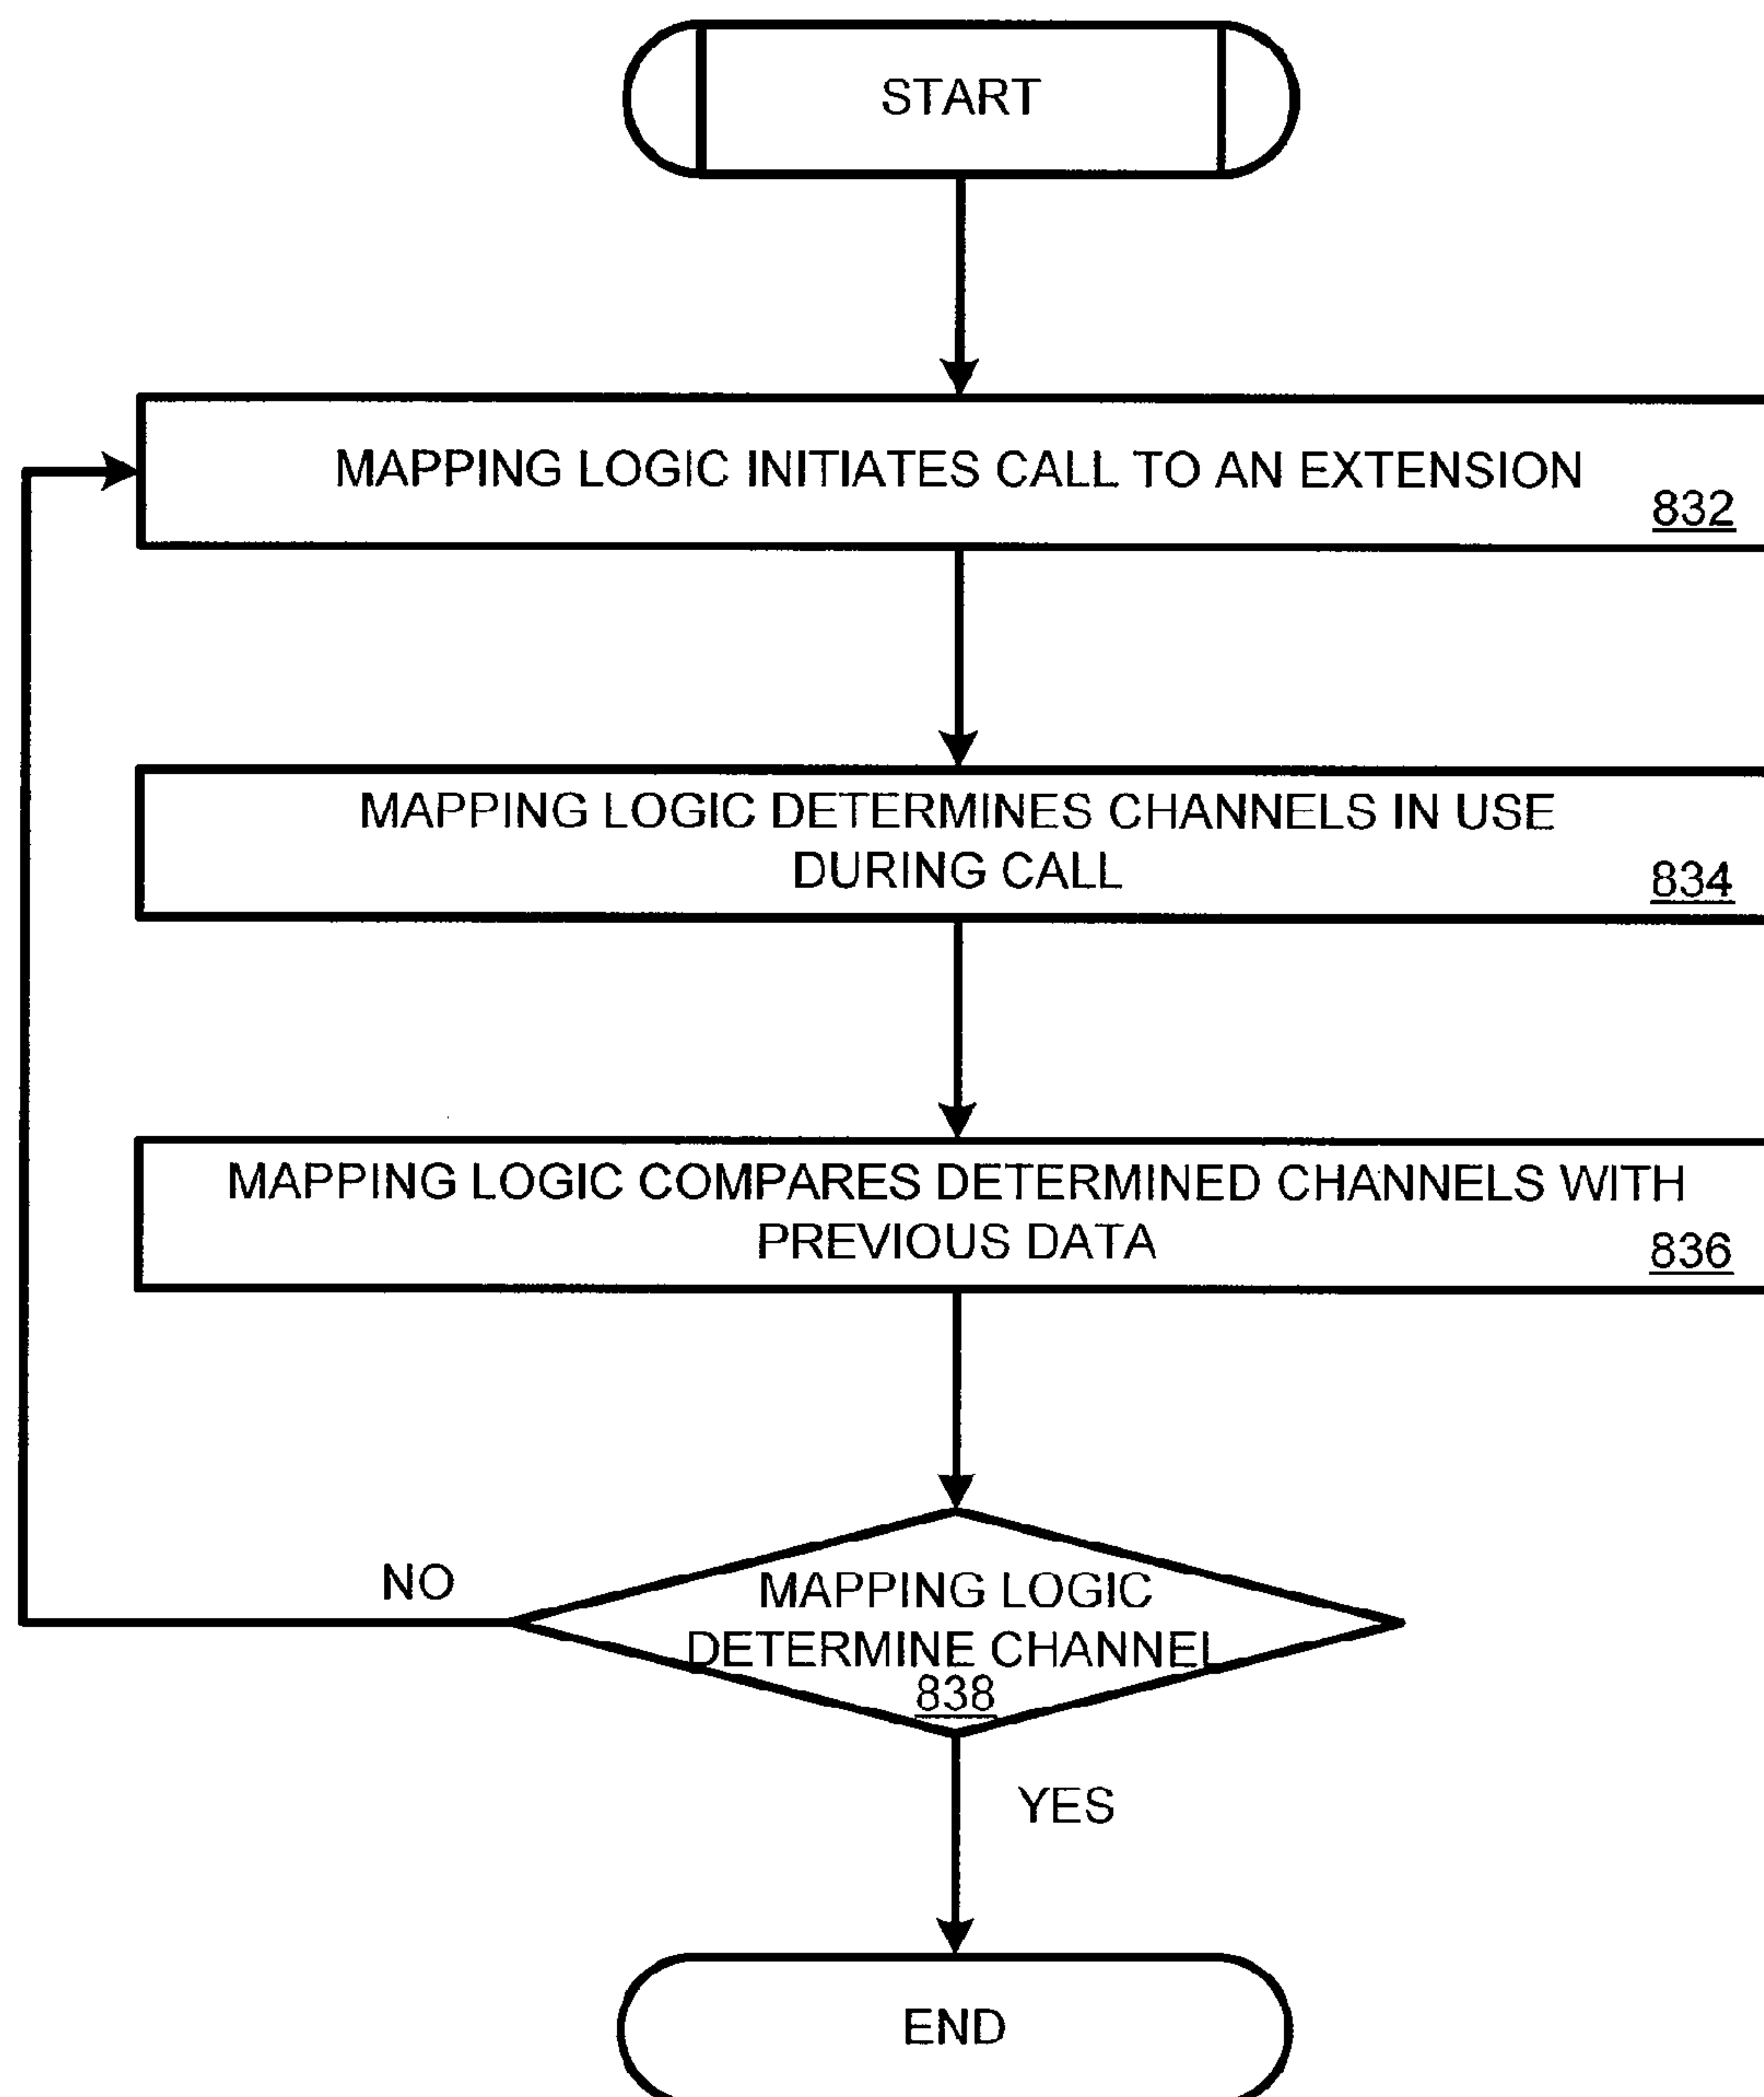 START
MAPPING LOGIC INITIATES CALL TO AN EXTENSION
832
MAPPING LOGIC DETERMINES CHANNELS IN USE
DURING CALL
834
MAPPING LOGIC COMPARES DETERMINED CHANNELS WITH
PREVIOUS DATA
836
NO
MAPPING LOGIC
DETERMINE CHANNEL
838
YES
END